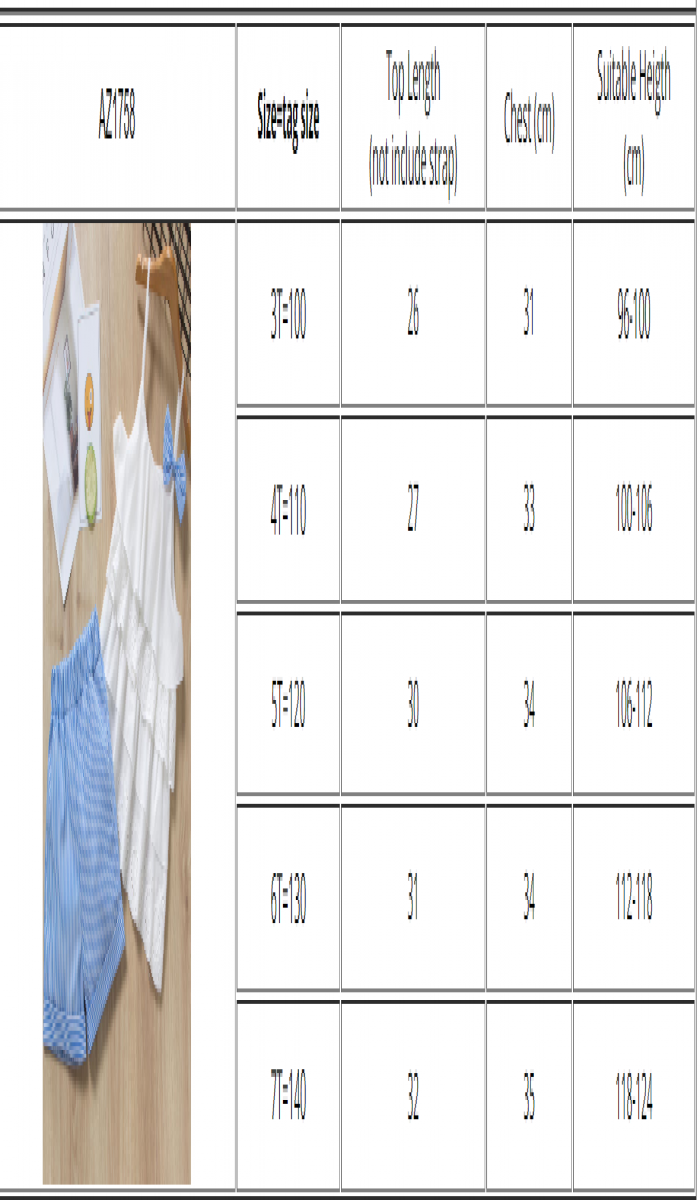 AZ1758
Size=tag size
Top Length
(not include strap)
Chest (cm)
Suitable Heigth
(cm)
3T=100
26
31
96-100
4T=110
27
33
100-106
5T=120
30
34
106-112
6T=130
31
34
112-118
7T=140
32
35
118-124